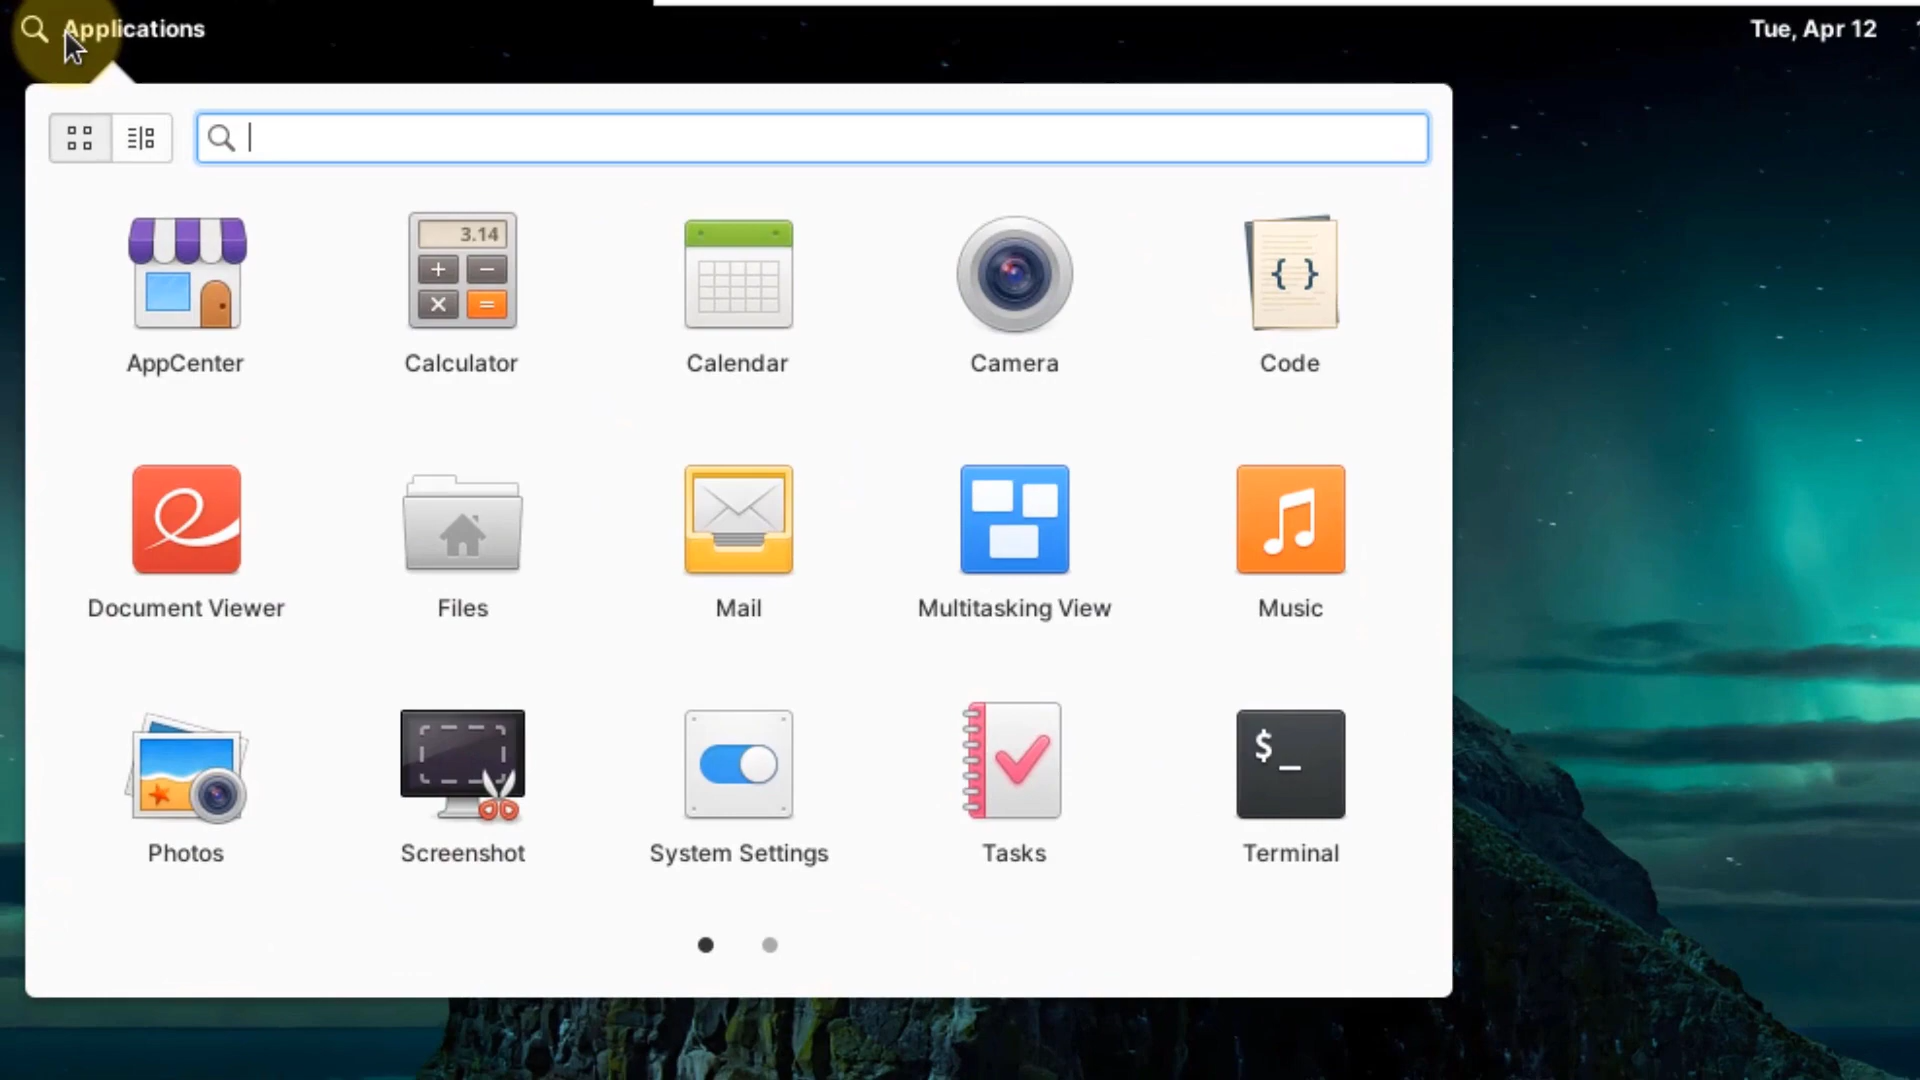 Applications
Tue, Apr 12
3.14
AppCenter
Calculator
Calendar
Camera
{ }
Code
Document Viewer
Files
Mail
Multitasking View
Music
$_
Photos
Screenshot
System Settings
Tasks
Terminal